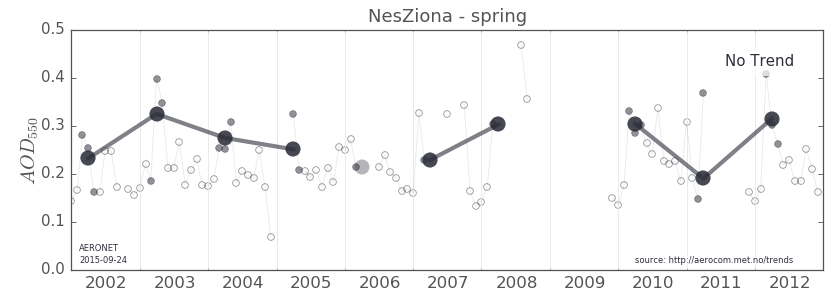 NesZiona - spring
0.5
No Trend
0.4
0.3
AOD550
0.2
0.1
AERONET
2015-09-24
source: http://aerocom.met.no/trends
0.0
2002 2003 2004 2005 2006 2007 2008 2009 2010 2011 2012